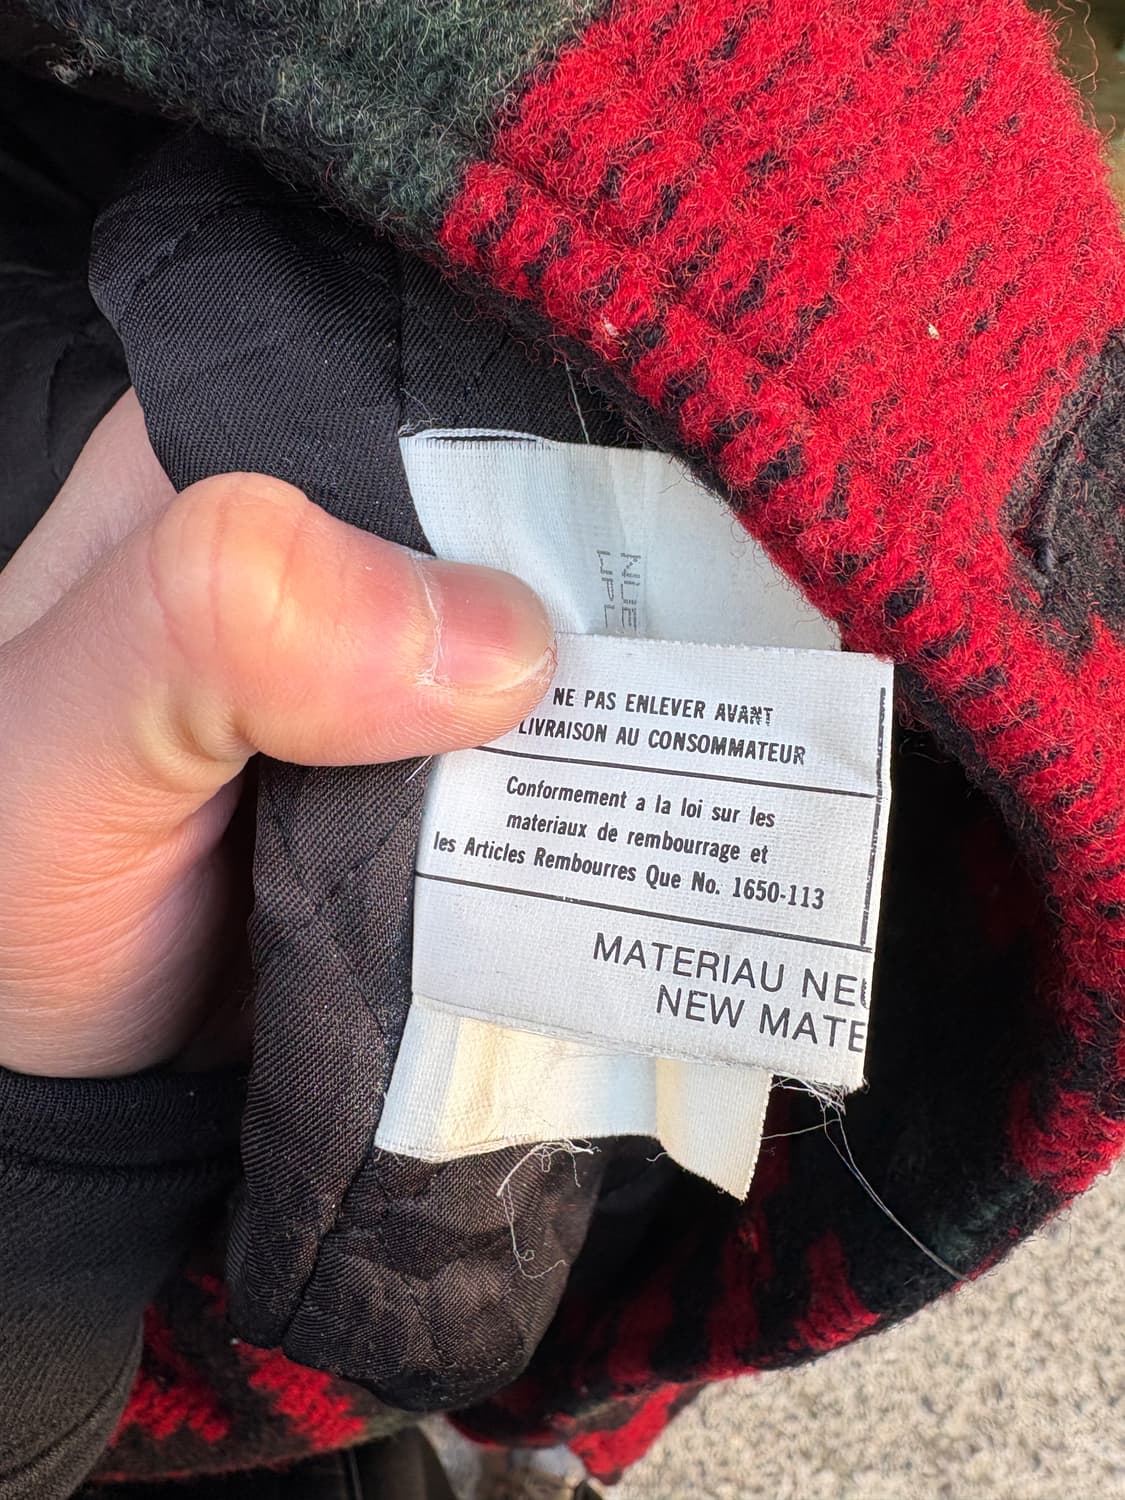 NE PAS ENLEVER AVANT
LIVRAISON AU CONSOMMATEUR
Conformement a la loi sur les
materiaux de rembourrage et
les Articles Rembourres Que No. 1650-113
MATERIAU NEU
NEW MATE